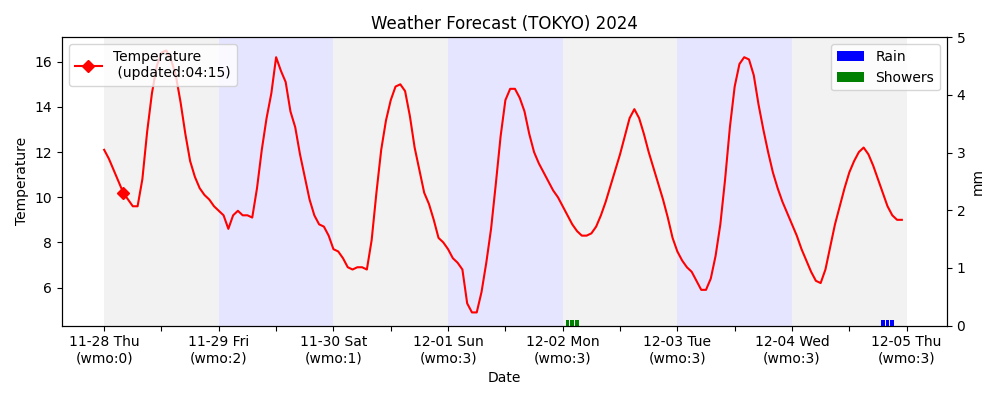 Weather Forecast (TOKYO) 2024
Temperature
(updated:04:15)
Rain
Showers
Temperature
16
14
12
10
8
6
5
4
3
2
1
0
mm
11-28 Thu
(wmo:0)
11-29 Fri
(wmo:2)
11-30 Sat
(wmo:1)
12-01 Sun
(wmo:3)
12-02 Mon
(wmo:3)
12-03 Tue
(wmo:3)
12-04 Wed
(wmo:3)
12-05 Thu
(wmo:3)
Date